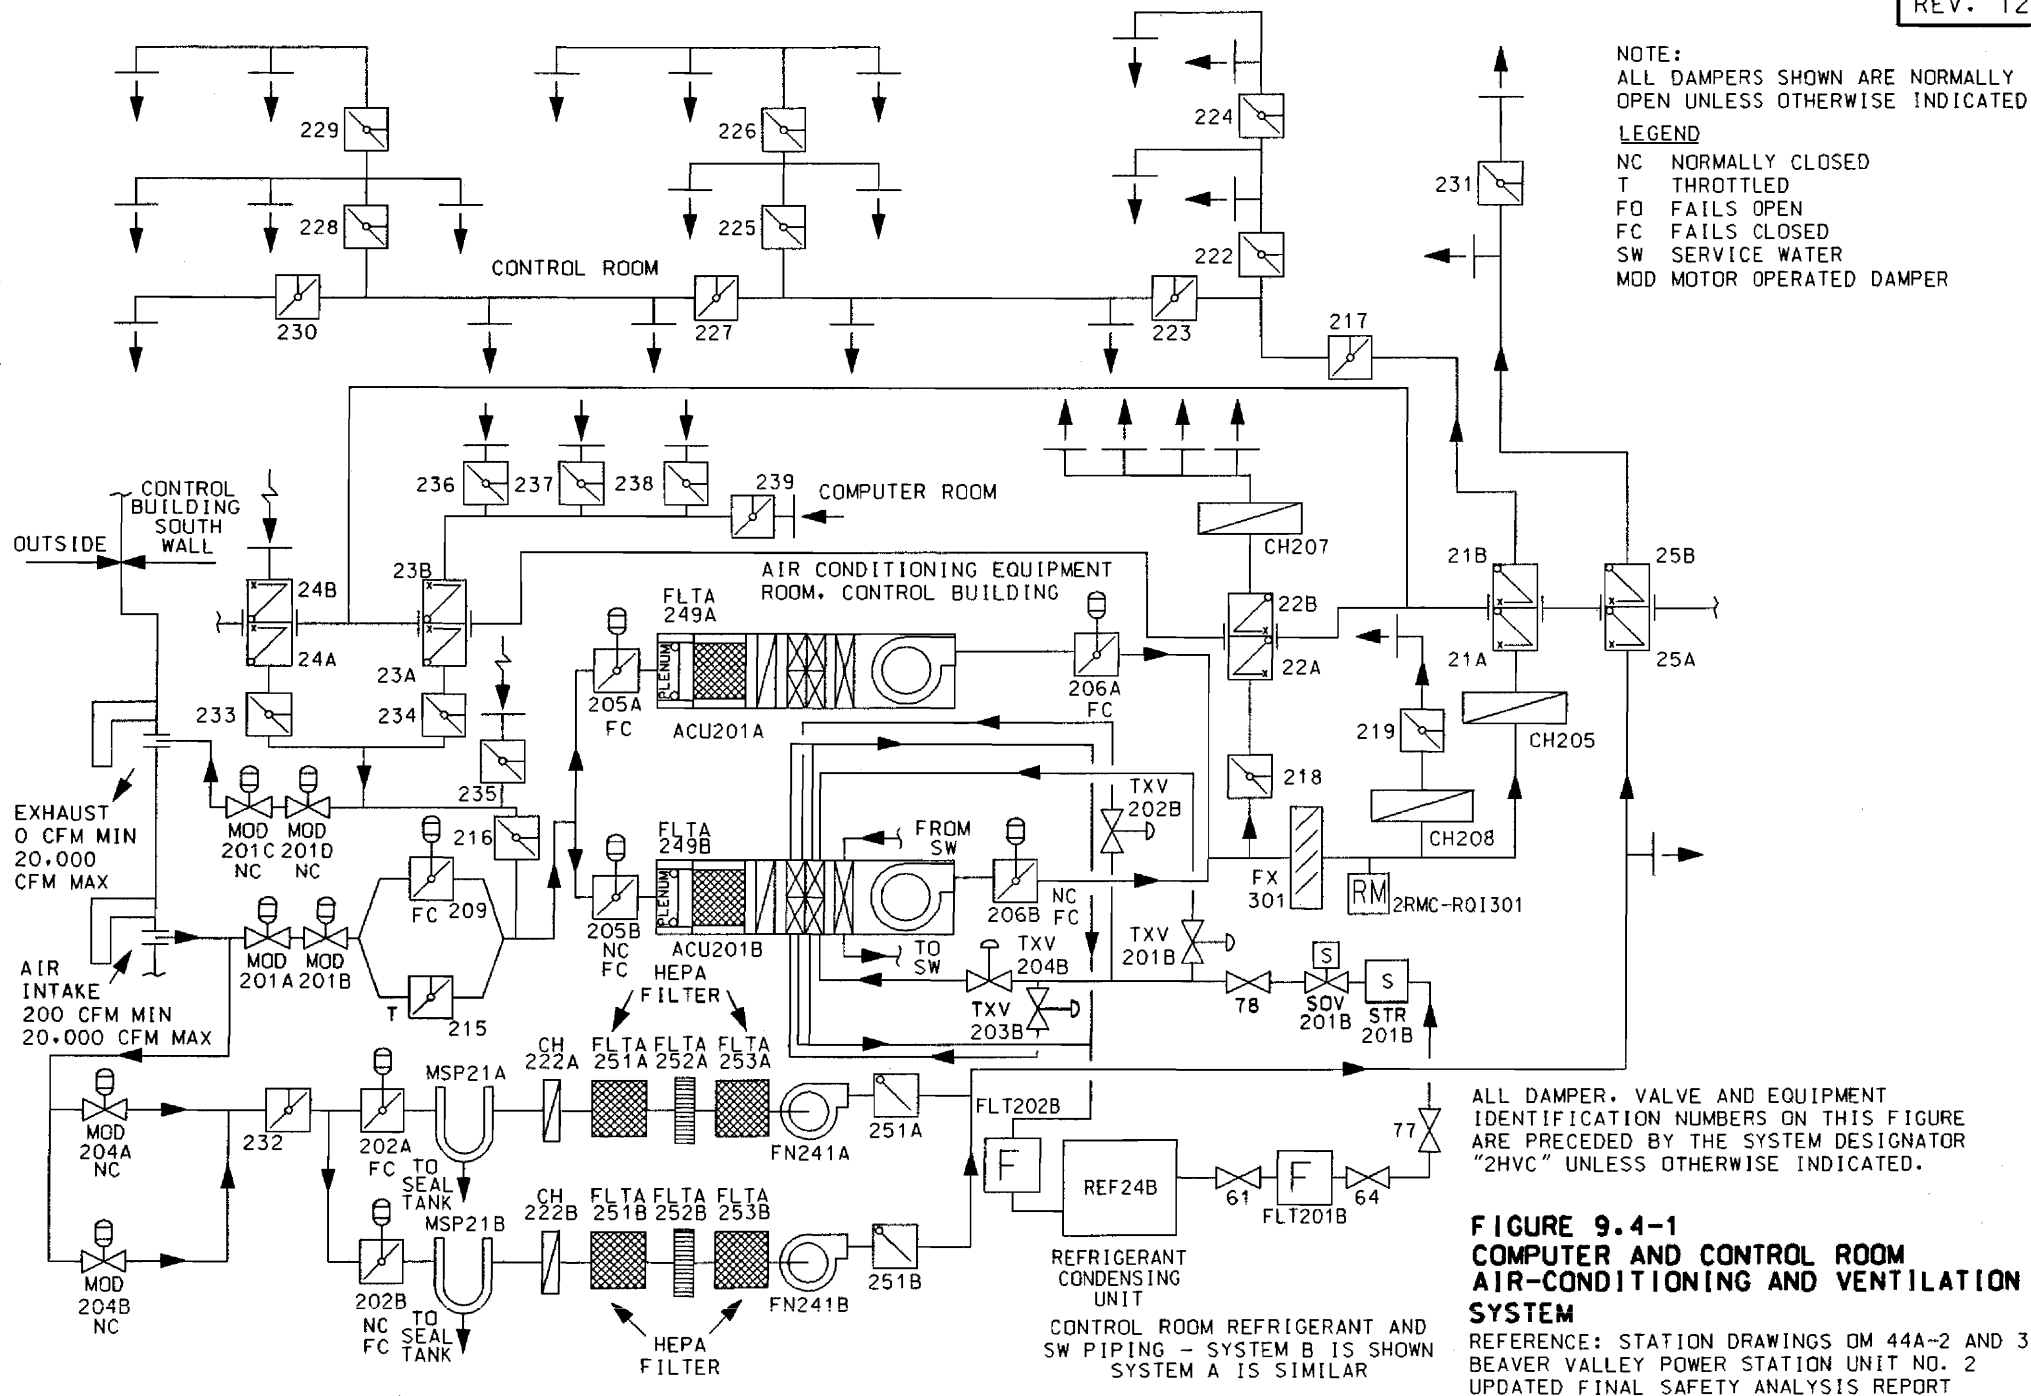 REV. 12
NOTE:
ALL DAMPERS SHOWN ARE NORMALLY
OPEN UNLESS OTHERWISE INDICATED
LEGEND
NC NORMALLY CLOSED
T THROTTLED
FO FAILS OPEN
FC FAILS CLOSED
SW SERVICE WATER
MOD MOTOR OPERATED DAMPER
229
226
224
231
228
225
222
CONTROL ROOM
230
227
223
217
236
237
238
239
COMPUTER ROOM
CONTROL
BUILDING
SOUTH
WALL
OUTSIDE
CH207
24B
23B
AIR CONDITIONING EQUIPMENT
ROOM, CONTROL BUILDING
22B
21B
25B
24A
23A
22A
21A
25A
FLTA
249A
PLENUM
205A
FC
ACU201A
206A
FC
233
234
235
219
CH205
218
EXHAUST
0 CFM MIN
20,000
CFM MAX
MOD
201C
NC
MOD
201D
NC
216
FC
209
FLTA
249B
PLENUM
FROM
SW
TXV
202B
CH208
FX
301
RM
2RMC-RQI301
205B
NC
FC
ACU201B
TO
SW
206B
NC
FC
TXV
204B
TXV
201B
AIR
INTAKE
200 CFM MIN
20,000 CFM MAX
MOD
201A
MOD
201B
T
215
HEPA
FILTER
TXV
203B
78
S
SOV
201B
S
STR
201B
MOD
204A
NC
232
202A
FC
MSP21A
TO
SEAL
TANK
CH
222A
FLTA
251A
FLTA
252A
FLTA
253A
FN241A
251A
FLT202B
F
REF24B
61
F
FLT201B
64
77
ALL DAMPER, VALVE AND EQUIPMENT
IDENTIFICATION NUMBERS ON THIS FIGURE
ARE PRECEDED BY THE SYSTEM DESIGNATOR
"2HVC" UNLESS OTHERWISE INDICATED.
MOD
204B
NC
202B
NC
FC
MSP21B
TO
SEAL
TANK
CH
222B
FLTA
251B
FLTA
252B
FLTA
253B
FN241B
251B
HEPA
FILTER
REFRIGERANT
CONDENSING
UNIT
CONTROL ROOM REFRIGERANT AND
SW PIPING - SYSTEM B IS SHOWN
SYSTEM A IS SIMILAR
FIGURE 9.4-1
COMPUTER AND CONTROL ROOM
AIR-CONDITIONING AND VENTILATION
SYSTEM
REFERENCE: STATION DRAWINGS OM 44A-2 AND 3
BEAVER VALLEY POWER STATION UNIT NO. 2
UPDATED FINAL SAFETY ANALYSIS REPORT